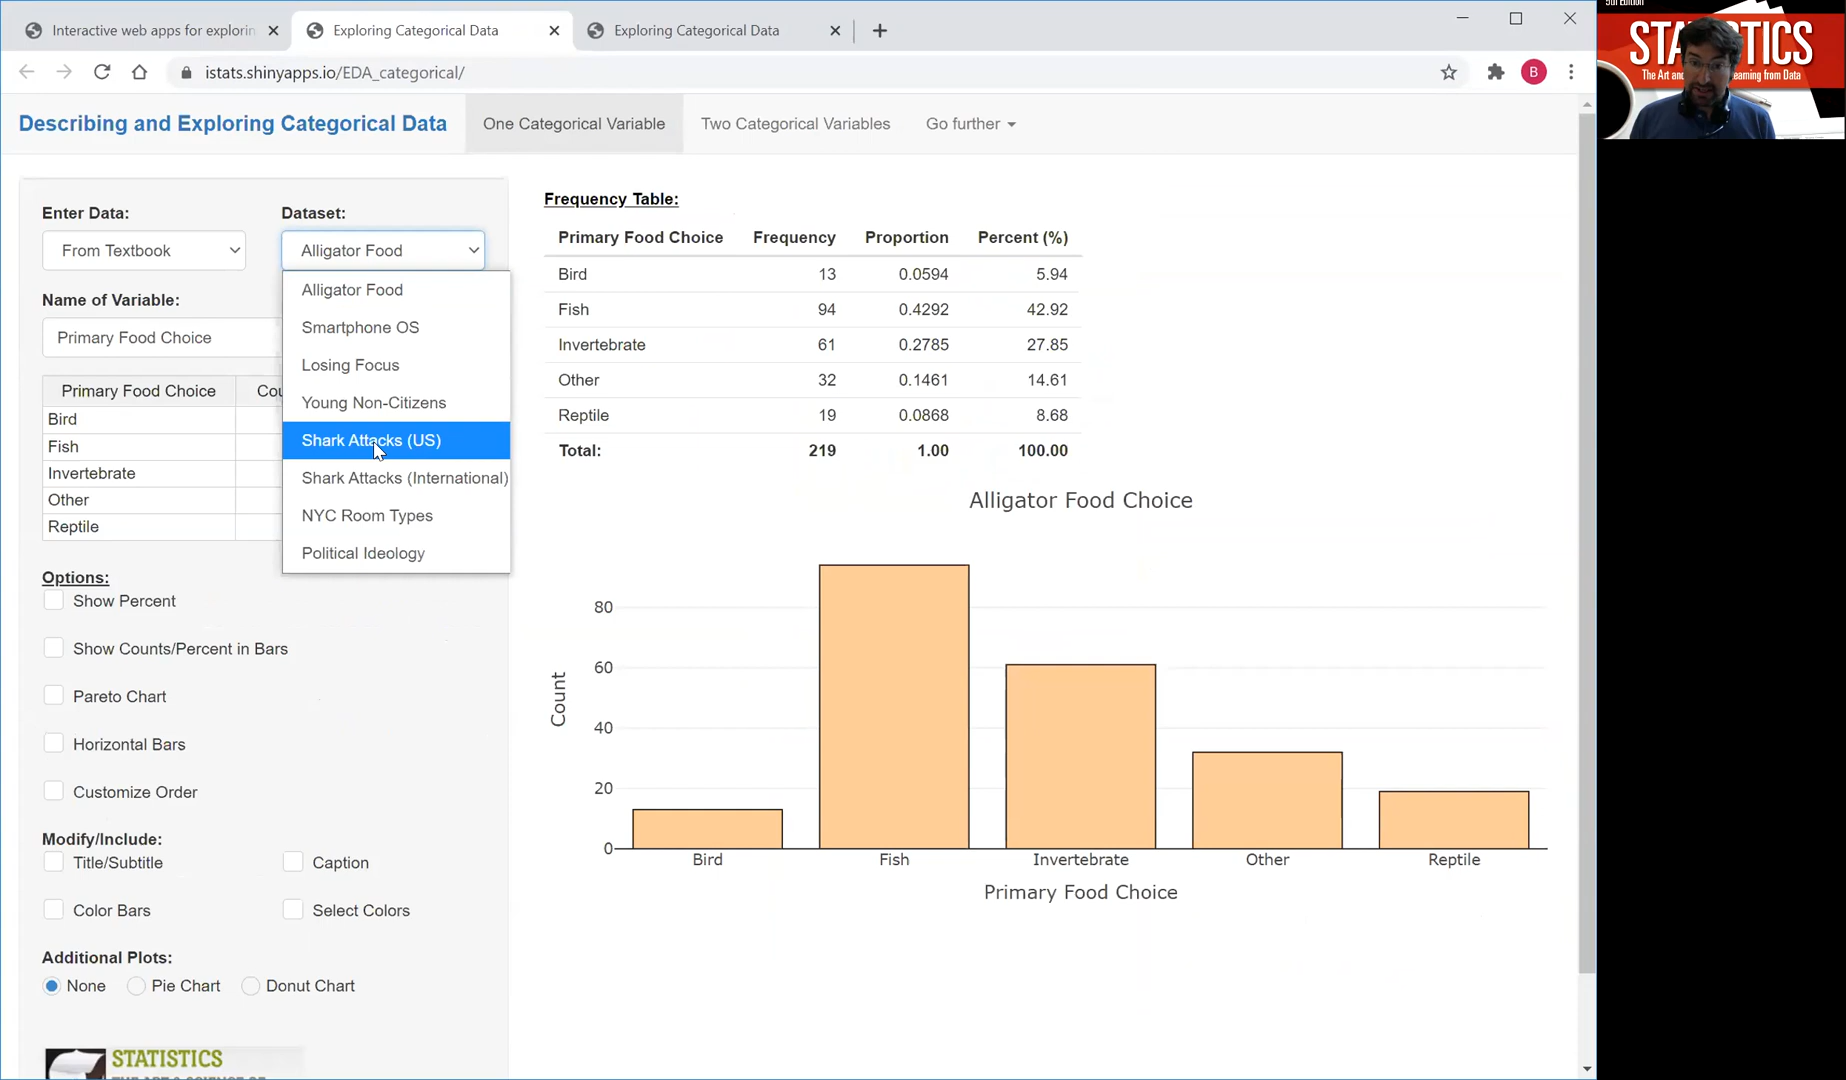 Interactive web apps for explorin
Exploring Categorical Data
Exploring Categorical Data
istats.shinyapps.io/EDA_categorical/
B
5th Edition
The Art and
earning from Data
Describing and Exploring Categorical Data
One Categorical Variable
Two Categorical Variables
Go further
Enter Data:
Dataset:
From Textbook
Alligator Food
Alligator Food
Smartphone OS
Losing Focus
Young Non-Citizens
Shark Attacks (US)
Shark Attacks (International)
NYC Room Types
Political Ideology
Name of Variable:
Primary Food Choice
Primary Food Choice Cou
Bird
Fish
Invertebrate
Other
Reptile
Options:
Show Percent
Show Counts/Percent in Bars
Pareto Chart
Horizontal Bars
Customize Order
Modify/Include:
Title/Subtitle
Caption
Color Bars
Select Colors
Additional Plots:
None
Pie Chart
Donut Chart
STATISTICS
Frequency Table:
Primary Food Choice Frequency Proportion Percent (%)
Bird 13 0.0594 5.94
Fish 94 0.4292 42.92
Invertebrate 61 0.2785 27.85
Other 32 0.1461 14.61
Reptile 19 0.0868 8.68
Total: 219 1.00 100.00
Alligator Food Choice
Count
80
60
40
20
0
Bird Fish Invertebrate Other Reptile
Primary Food Choice